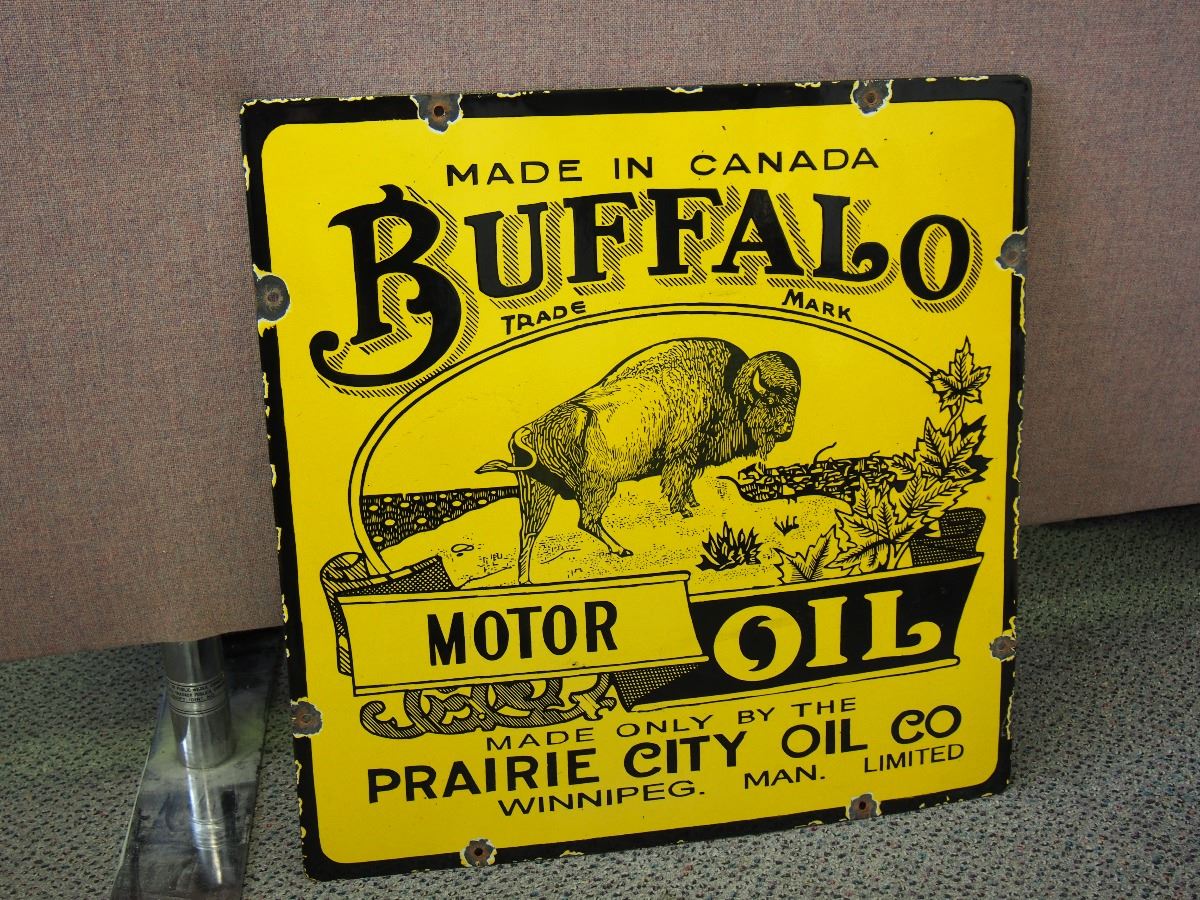 MADE IN CANADA
BUFFALO
TRADE MARK
MOTOR OIL
MADE ONLY BY THE
PRAIRIE CITY OIL CO
WINNIPEG. MAN. LIMITED